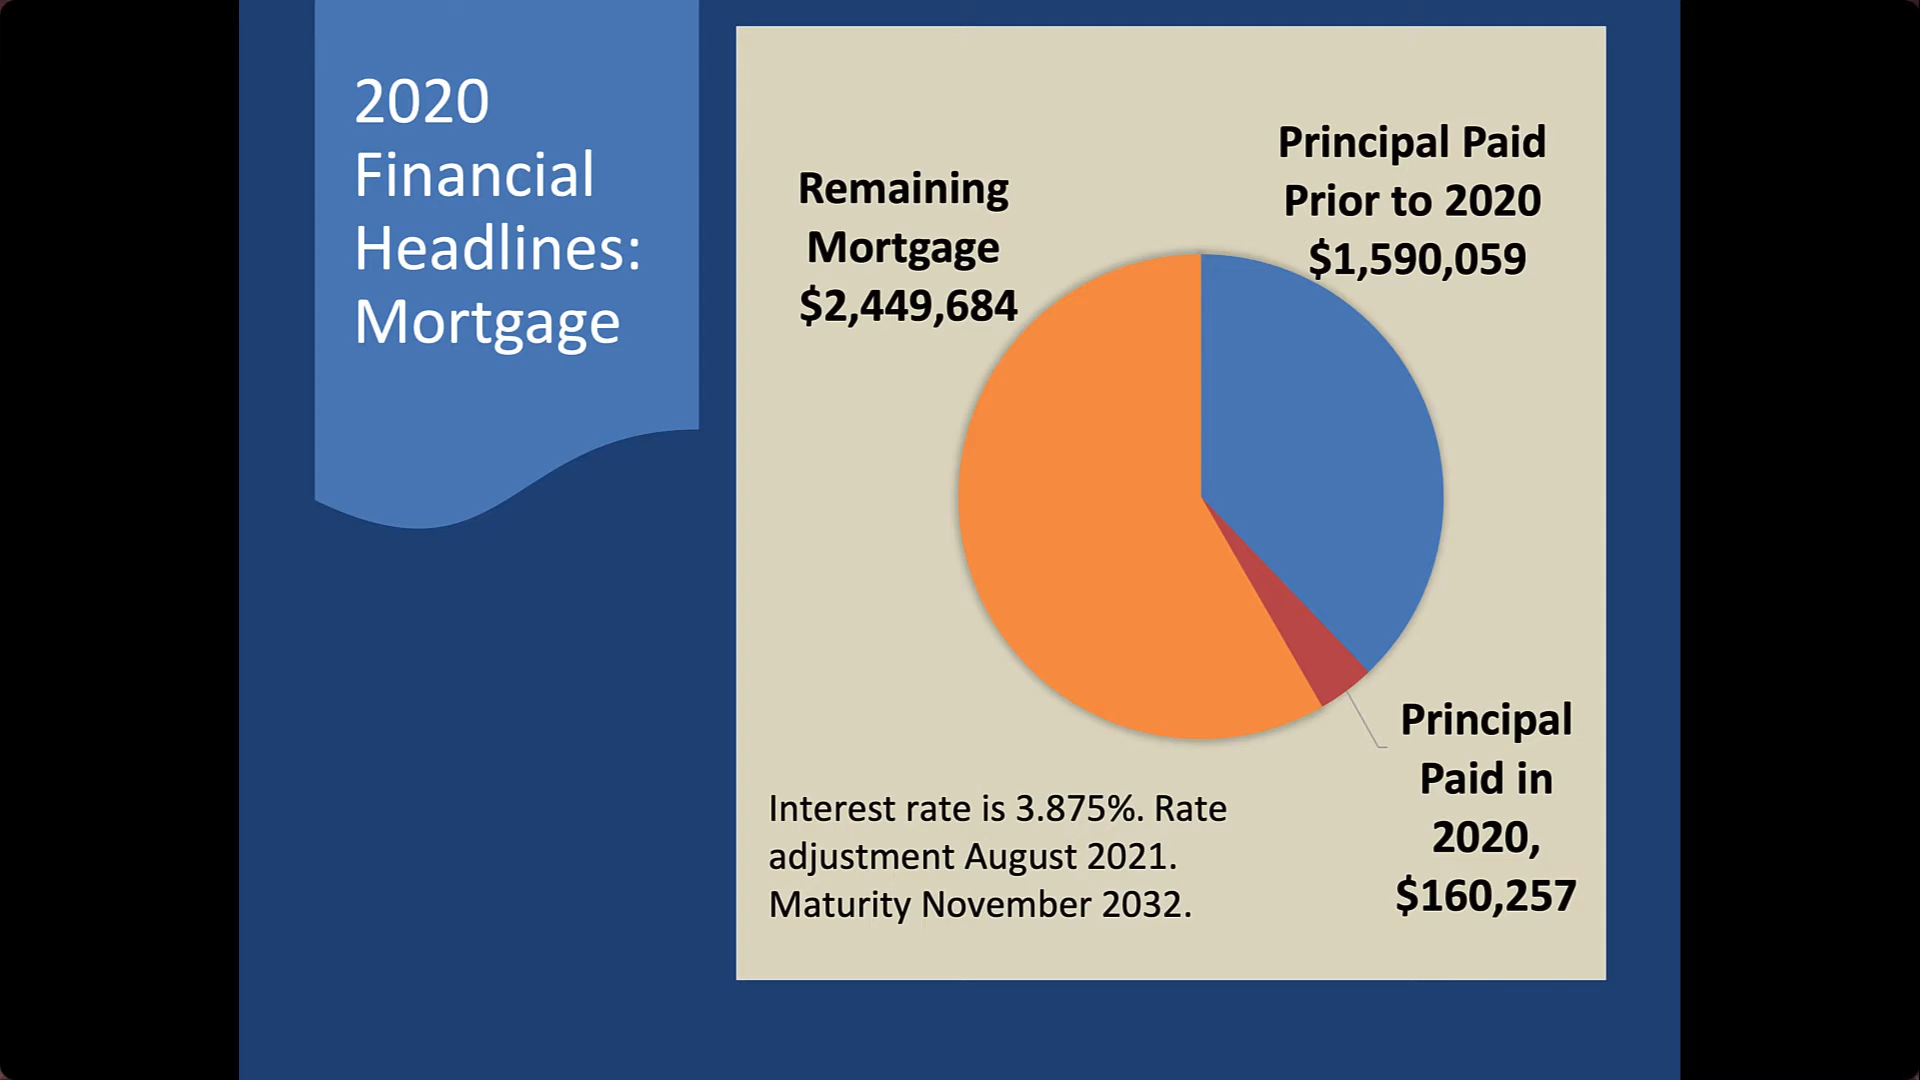 2020
Financial
Headlines:
Mortgage
Remaining
Mortgage
$2,449,684
Principal Paid
Prior to 2020
$1,590,059
Principal
Paid in
2020,
$160,257
Interest rate is 3.875%. Rate
adjustment August 2021.
Maturity November 2032.